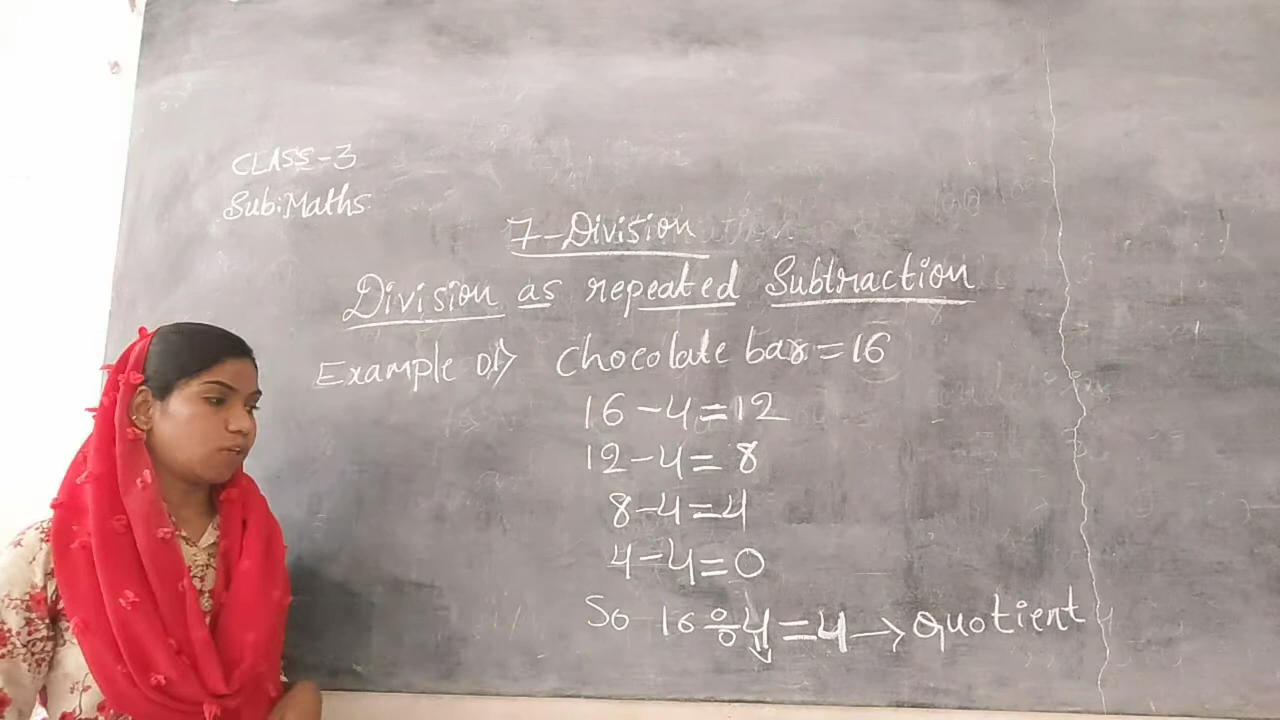 CLASS-3
Sub:Maths
7-Division
Division as repeated Subtraction
Example 01> Chocolate bar=16
16-4=12
12-4=8
8-4=4
4-4=0
So 16÷4=4→Quotient